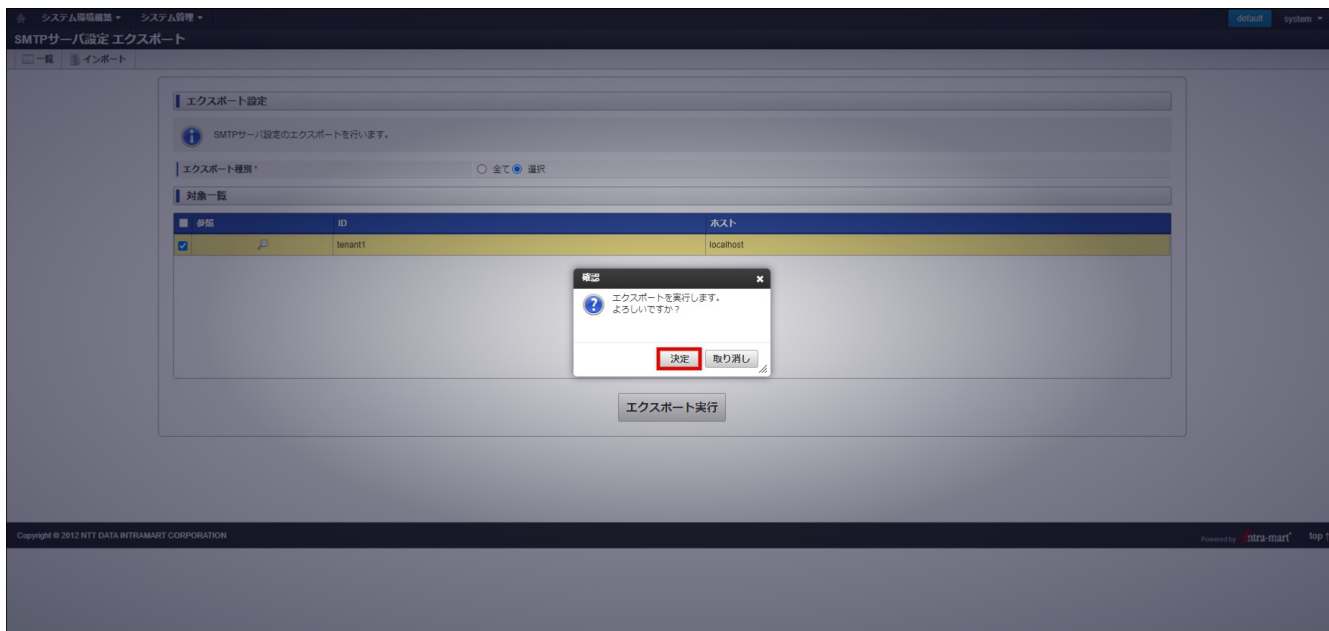 システム環境構築 システム管理 default system
SMTPサーバ設定 エクスポート
一覧 インポート
エクスポート設定
SMTPサーバ設定のエクスポートを行います。
エクスポート種別* 全て 選択
対象一覧
参照 ID ホスト
tenant1 localhost
確認
エクスポートを実行します。
よろしいですか？
決定 取り消し
エクスポート実行
Copyright © 2012 NTT DATA INTRAMART CORPORATION Powered by intra-mart top ↑